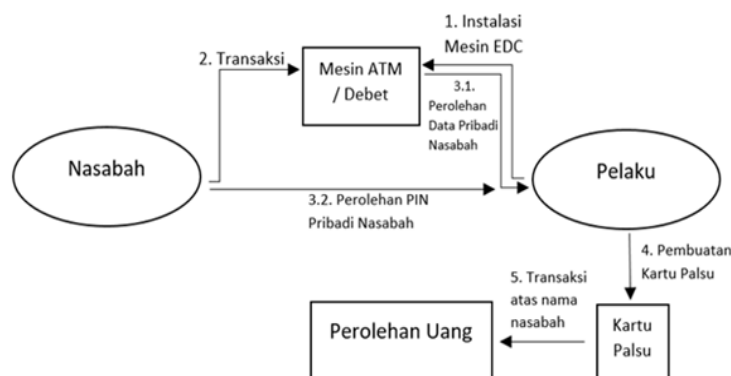 1. Instalasi
Mesin EDC
2. Transaksi
Mesin ATM
/ Debet
3.1.
Perolehan
Data Pribadi
Nasabah
Nasabah
Pelaku
3.2. Perolehan PIN
Pribadi Nasabah
4. Pembuatan
Kartu Palsu
5. Transaksi
atas nama
nasabah
Perolehan Uang
Kartu
Palsu